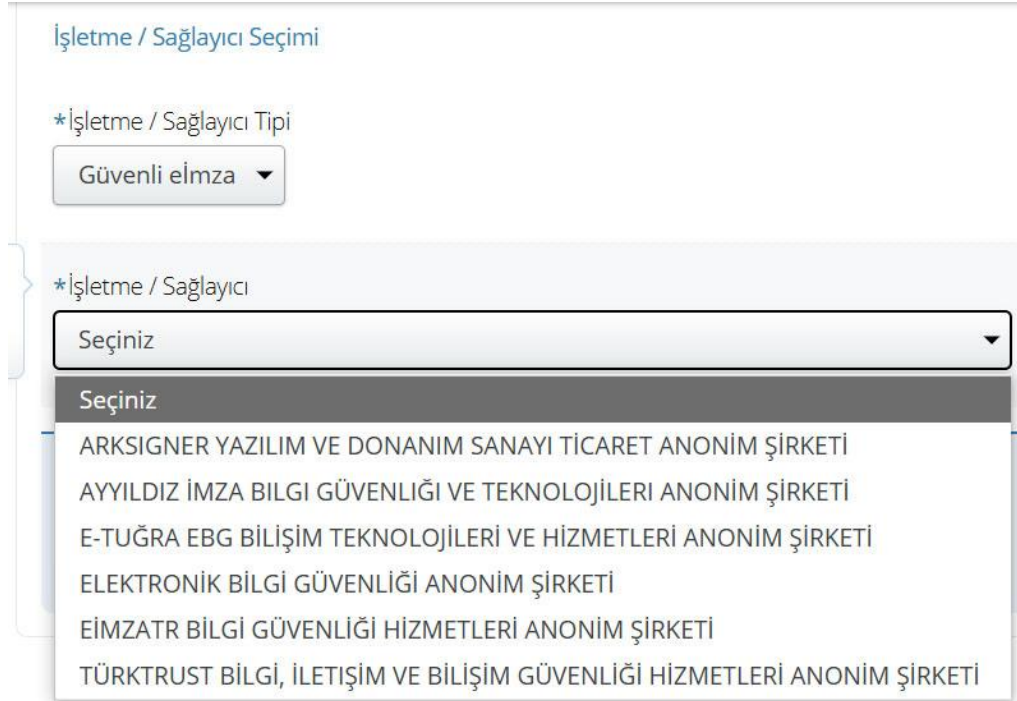 İşletme / Sağlayıcı Seçimi
*İşletme / Sağlayıcı Tipi
Güvenli eİmza
*İşletme / Sağlayıcı
Seçiniz
Seçiniz
ARKSIGNER YAZILIM VE DONANIM SANAYI TİCARET ANONİM ŞİRKETİ
AYYILDIZ İMZA BILGI GÜVENLIĞI VE TEKNOLOJİLERI ANONİM ŞİRKETİ
E-TUĞRA EBG BİLİŞİM TEKNOLOJİLERİ VE HİZMETLERİ ANONİM ŞİRKETİ
ELEKTRONİK BİLGİ GÜVENLİĞİ ANONİM ŞİRKETİ
EİMZATR BİLGİ GÜVENLİĞİ HİZMETLERİ ANONİM ŞİRKETİ
TÜRKTRUST BİLGİ, İLETIŞİM VE BİLİŞİM GÜVENLİĞİ HİZMETLERİ ANONİM ŞİRKETİ